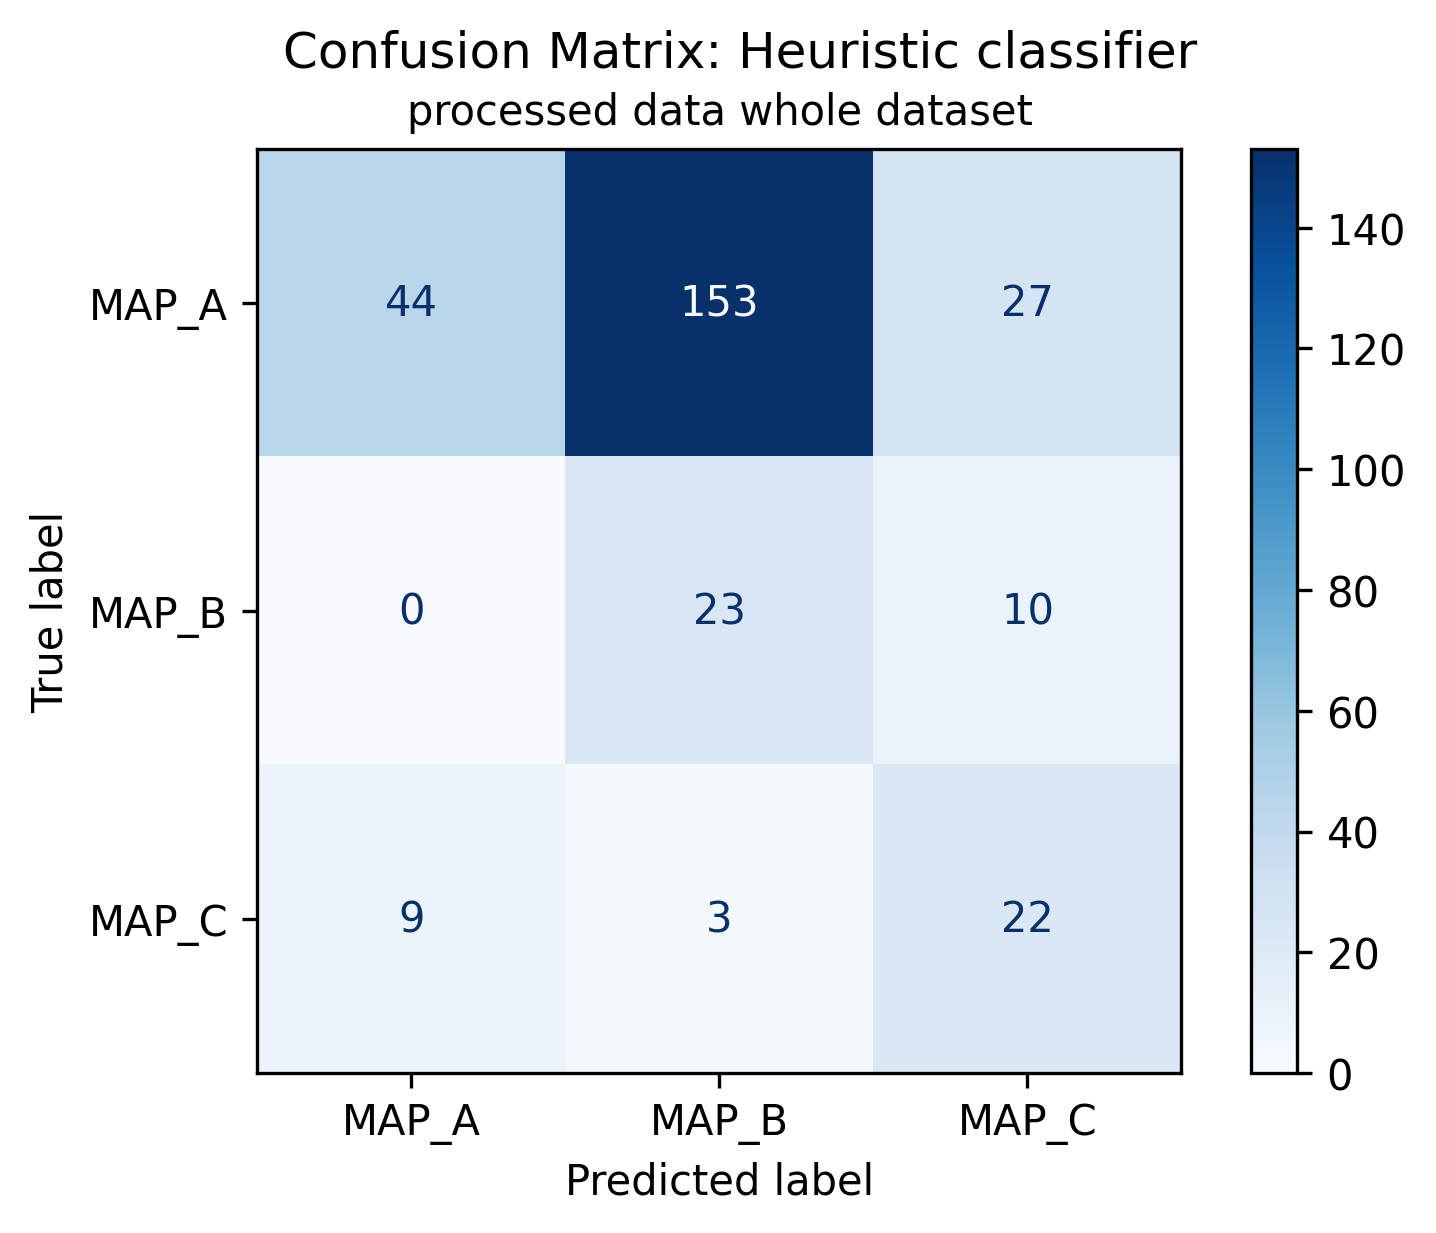 Confusion Matrix: Heuristic classifier
processed data whole dataset
True label
MAP_A 44 153 27
MAP_B 0 23 10
MAP_C 9 3 22
MAP_A MAP_B MAP_C
Predicted label
140
120
100
80
60
40
20
0